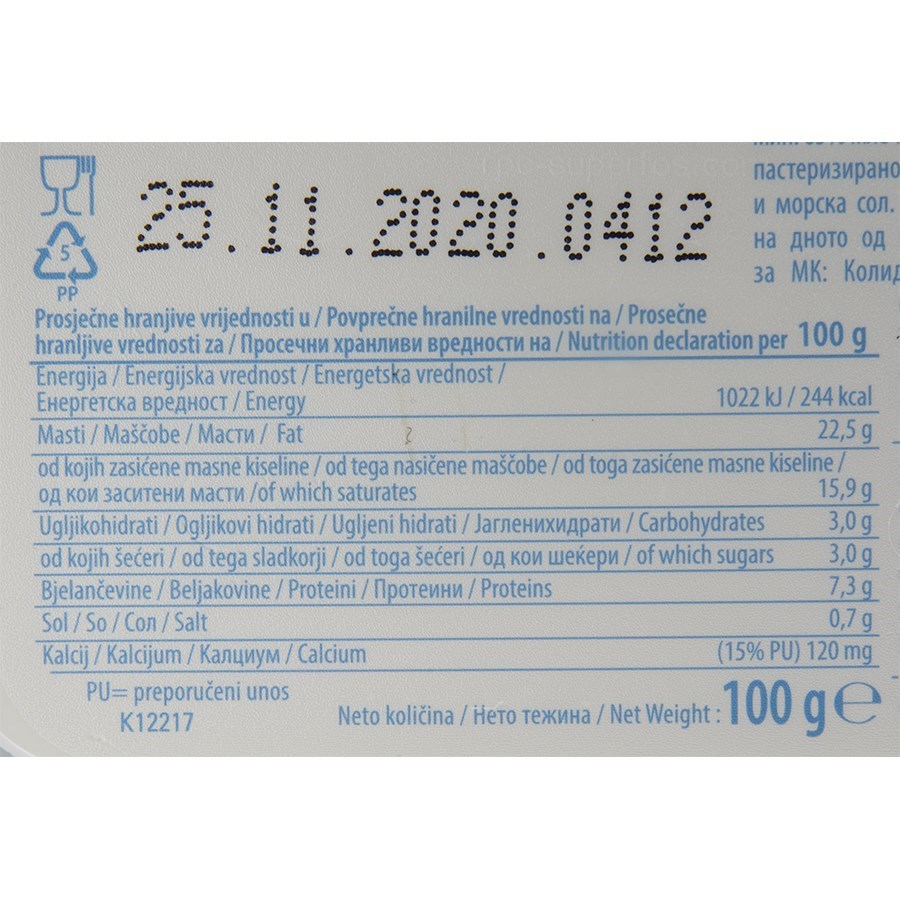 25.11.2020.0412
пастеризирано
и морска сол.
на дното од
за МК:
5
PP
Prosječne hranjive vrijednosti u / Povprečne hranilne vrednosti na / Prosečne
hranljive vrednosti za / Просечни хранливи вредности на / Nutrition declaration per 100 g
Energija / Energijska vrednost / Energetska vrednost /
Енергетска вредност / Energy 1022 kJ / 244 kcal
Masti / Maščobe / Масти / Fat 22,5 g
od kojih zasićene masne kiseline / od tega nasičene maščobe / od toga zasićene masne kiseline /
од кои заситени масти /of which saturates 15,9 g
Ugljikohidrati / Ogljikovi hidrati / Ugljeni hidrati / Јагленихидрати / Carbohydrates 3,0 g
od kojih šećeri / od tega sladkorji / od toga šećeri / од кои шеќери / of which sugars 3,0 g
Bjelančevine / Beljakovine / Proteini / Протеини / Proteins 7,3 g
Sol / So / Сол / Salt 0,7 g
Kalcij / Kalcijum / Калциум / Calcium (15% PU) 120 mg
PU= preporučeni unos
K12217
Neto količina / Нето тежина / Net Weight : 100 g ℮